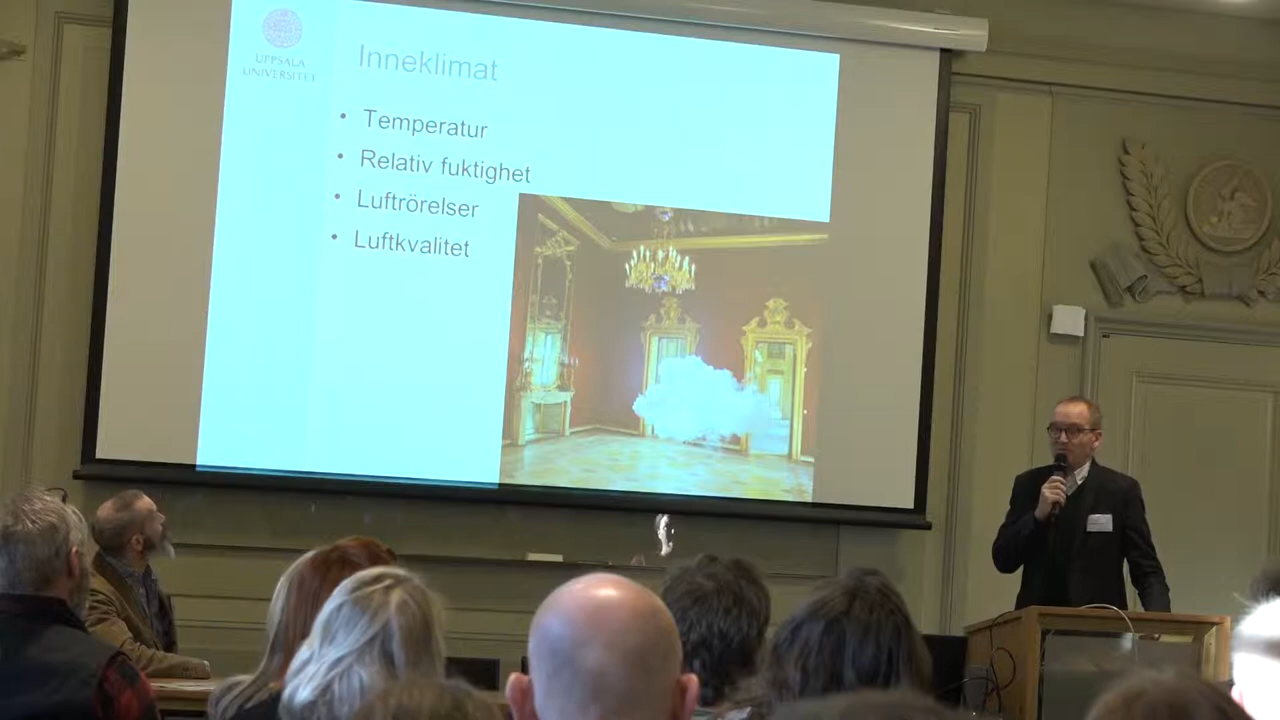 UPPSALA
UNIVERSITET
Inneklimat
• Temperatur
• Relativ fuktighet
• Luftrörelser
• Luftkvalitet